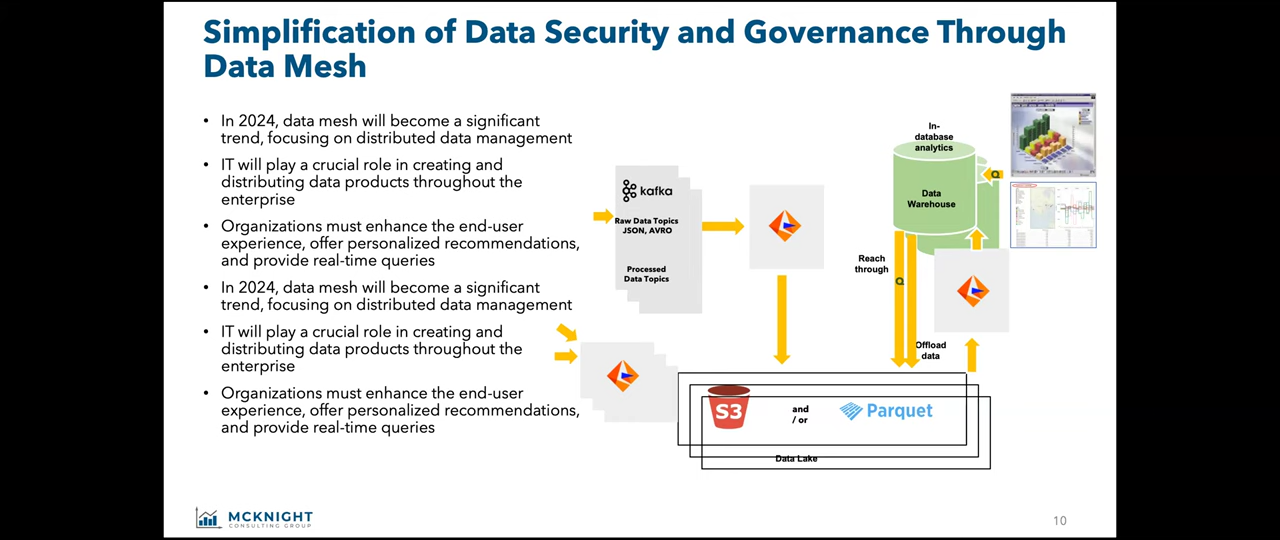 Simplification of Data Security and Governance Through
Data Mesh
• In 2024, data mesh will become a significant
trend, focusing on distributed data management
• IT will play a crucial role in creating and
distributing data products throughout the
enterprise
• Organizations must enhance the end-user
experience, offer personalized recommendations,
and provide real-time queries
• In 2024, data mesh will become a significant
trend, focusing on distributed data management
• IT will play a crucial role in creating and
distributing data products throughout the
enterprise
• Organizations must enhance the end-user
experience, offer personalized recommendations,
and provide real-time queries
kafka
Raw Data Topics
JSON, AVRO
Processed
Data Topics
In-
database
analytics
Data
Warehouse
Q
Reach
through
Q
Offload
data
S3
and
/ or
Parquet
Data Lake
MCKNIGHT
CONSULTING GROUP
10